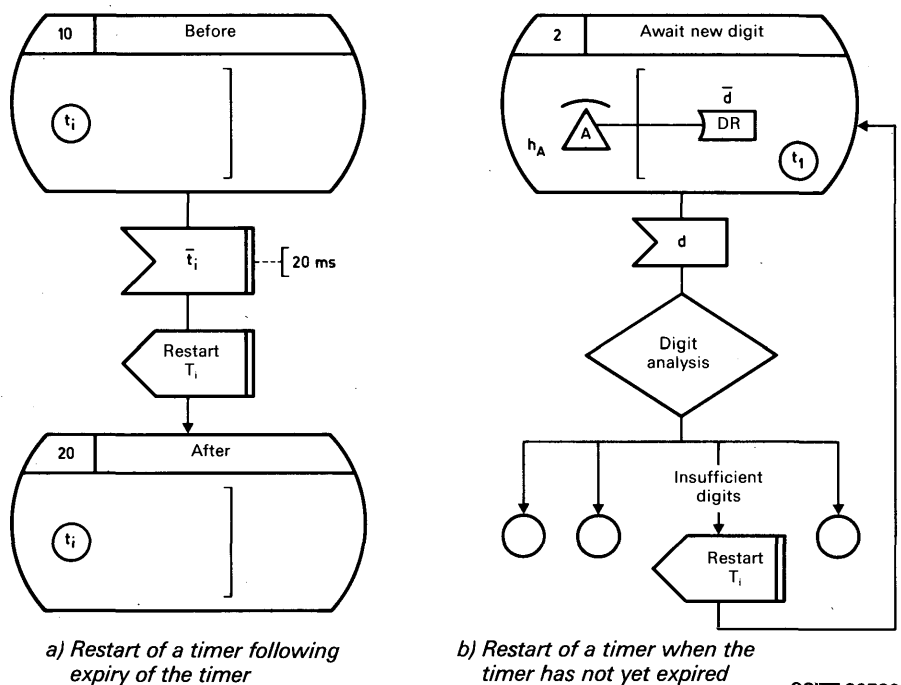 10 Before
t̄i
tᵢ
20 ms
Restart
Tᵢ
20 After
tᵢ
a) Restart of a timer following
expiry of the timer
2 Await new digit
d̄
A DR
hA
t1
d
Digit
analysis
Insufficient
digits
Restart
Tᵢ
b) Restart of a timer when the
timer has not yet expired